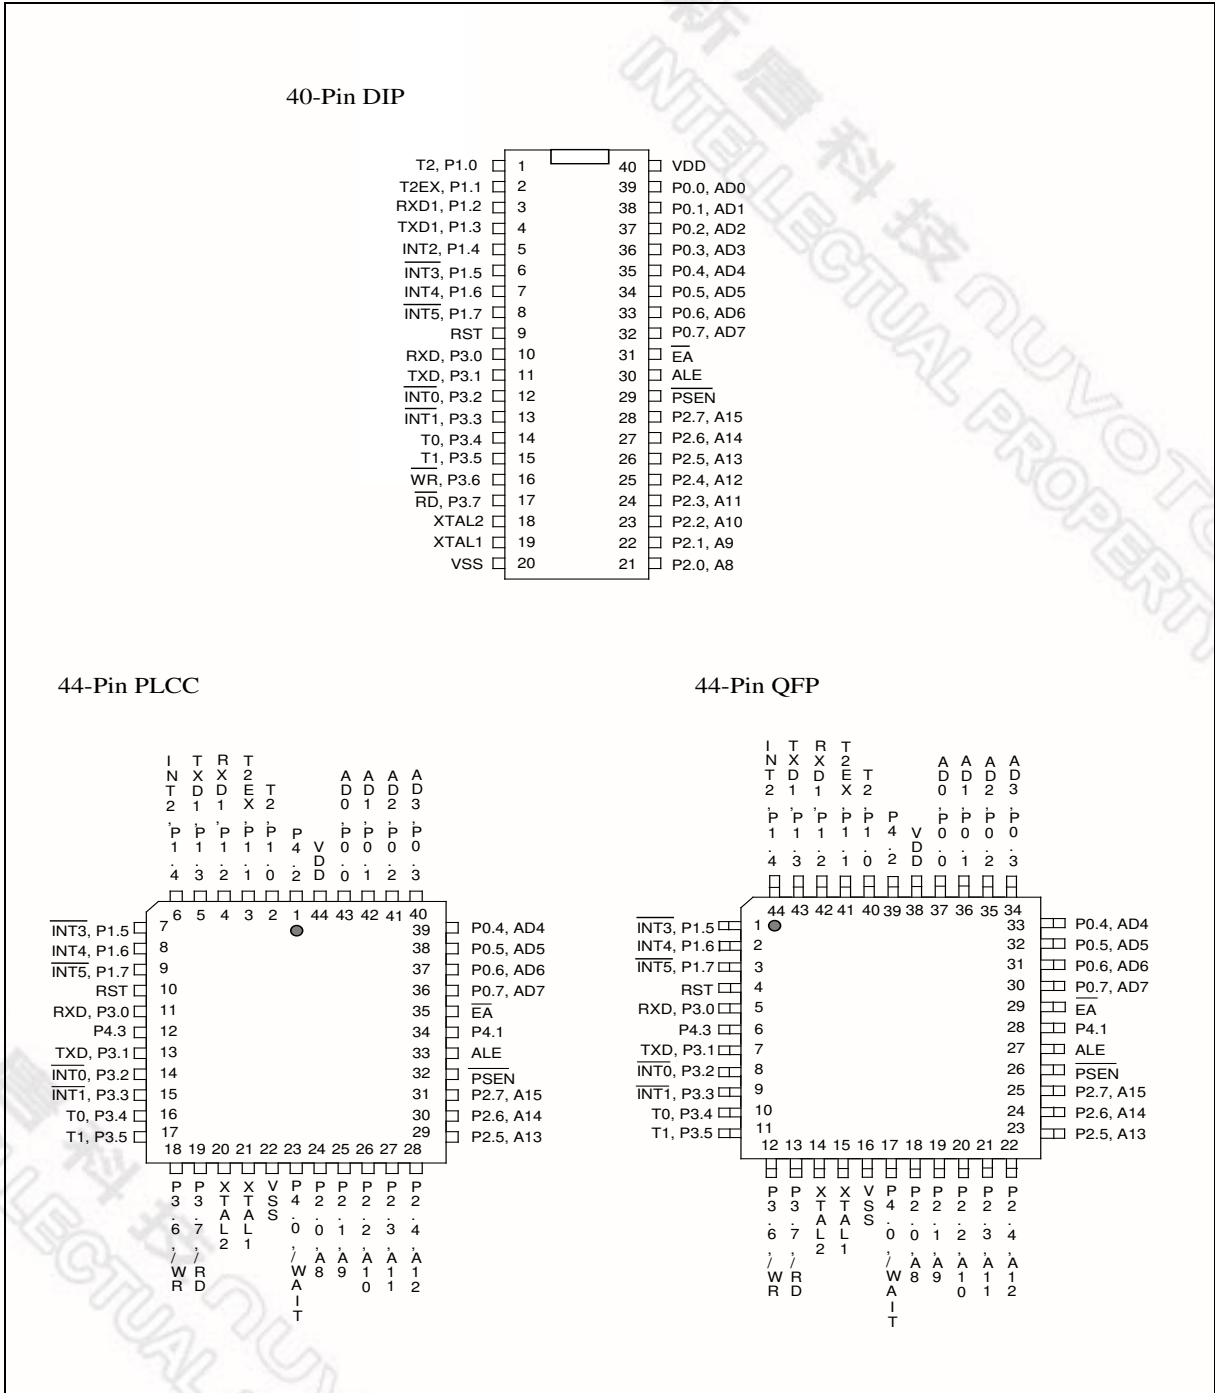 40-Pin DIP
T2, P1.0 1 40 VDD
T2EX, P1.1 2 39 P0.0, AD0
RXD1, P1.2 3 38 P0.1, AD1
TXD1, P1.3 4 37 P0.2, AD2
INT2, P1.4 5 36 P0.3, AD3
INT3, P1.5 6 35 P0.4, AD4
INT4, P1.6 7 34 P0.5, AD5
INT5, P1.7 8 33 P0.6, AD6
RST 9 32 P0.7, AD7
RXD, P3.0 10 31 EA
TXD, P3.1 11 30 ALE
INT0, P3.2 12 29 PSEN
INT1, P3.3 13 28 P2.7, A15
T0, P3.4 14 27 P2.6, A14
T1, P3.5 15 26 P2.5, A13
WR, P3.6 16 25 P2.4, A12
RD, P3.7 17 24 P2.3, A11
XTAL2 18 23 P2.2, A10
XTAL1 19 22 P2.1, A9
VSS 20 21 P2.0, A8
44-Pin PLCC
INT2,P1.4
TXD1,P1.3
RXD1,P1.2
T2EX,P1.1
T2,P1.0
P4.2
VDD
AD0,P0.0
AD1,P0.1
AD2,P0.2
AD3,P0.3
6 5 4 3 2 1 44 43 42 41 40
INT3, P1.5 7 39 P0.4, AD4
INT4, P1.6 8 38 P0.5, AD5
INT5, P1.7 9 37 P0.6, AD6
RST 10 36 P0.7, AD7
RXD, P3.0 11 35 EA
P4.3 12 34 P4.1
TXD, P3.1 13 33 ALE
INT0, P3.2 14 32 PSEN
INT1, P3.3 15 31 P2.7, A15
T0, P3.4 16 30 P2.6, A14
T1, P3.5 17 29 P2.5, A13
18 19 20 21 22 23 24 25 26 27 28
P3.6,/WR
P3.7,/RD
XTAL2
XTAL1
VSS
P4.0,/WAIT
P2.0,A8
P2.1,A9
P2.2,A10
P2.3,A11
P2.4,A12
44-Pin QFP
INT2,P1.4
TXD1,P1.3
RXD1,P1.2
T2EX,P1.1
T2,P1.0
P4.2
VDD
AD0,P0.0
AD1,P0.1
AD2,P0.2
AD3,P0.3
44 43 42 41 40 39 38 37 36 35 34
INT3, P1.5 1 33 P0.4, AD4
INT4, P1.6 2 32 P0.5, AD5
INT5, P1.7 3 31 P0.6, AD6
RST 4 30 P0.7, AD7
RXD, P3.0 5 29 EA
P4.3 6 28 P4.1
TXD, P3.1 7 27 ALE
INT0, P3.2 8 26 PSEN
INT1, P3.3 9 25 P2.7, A15
T0, P3.4 10 24 P2.6, A14
T1, P3.5 11 23 P2.5, A13
12 13 14 15 16 17 18 19 20 21 22
P3.6,/WR
P3.7,/RD
XTAL2
XTAL1
VSS
P4.0,/WAIT
P2.0,A8
P2.1,A9
P2.2,A10
P2.3,A11
P2.4,A12
新唐科技 nuvoTo
INTELLECTUAL PROPERTY
唐科技 nuvoTo
LECTUAL